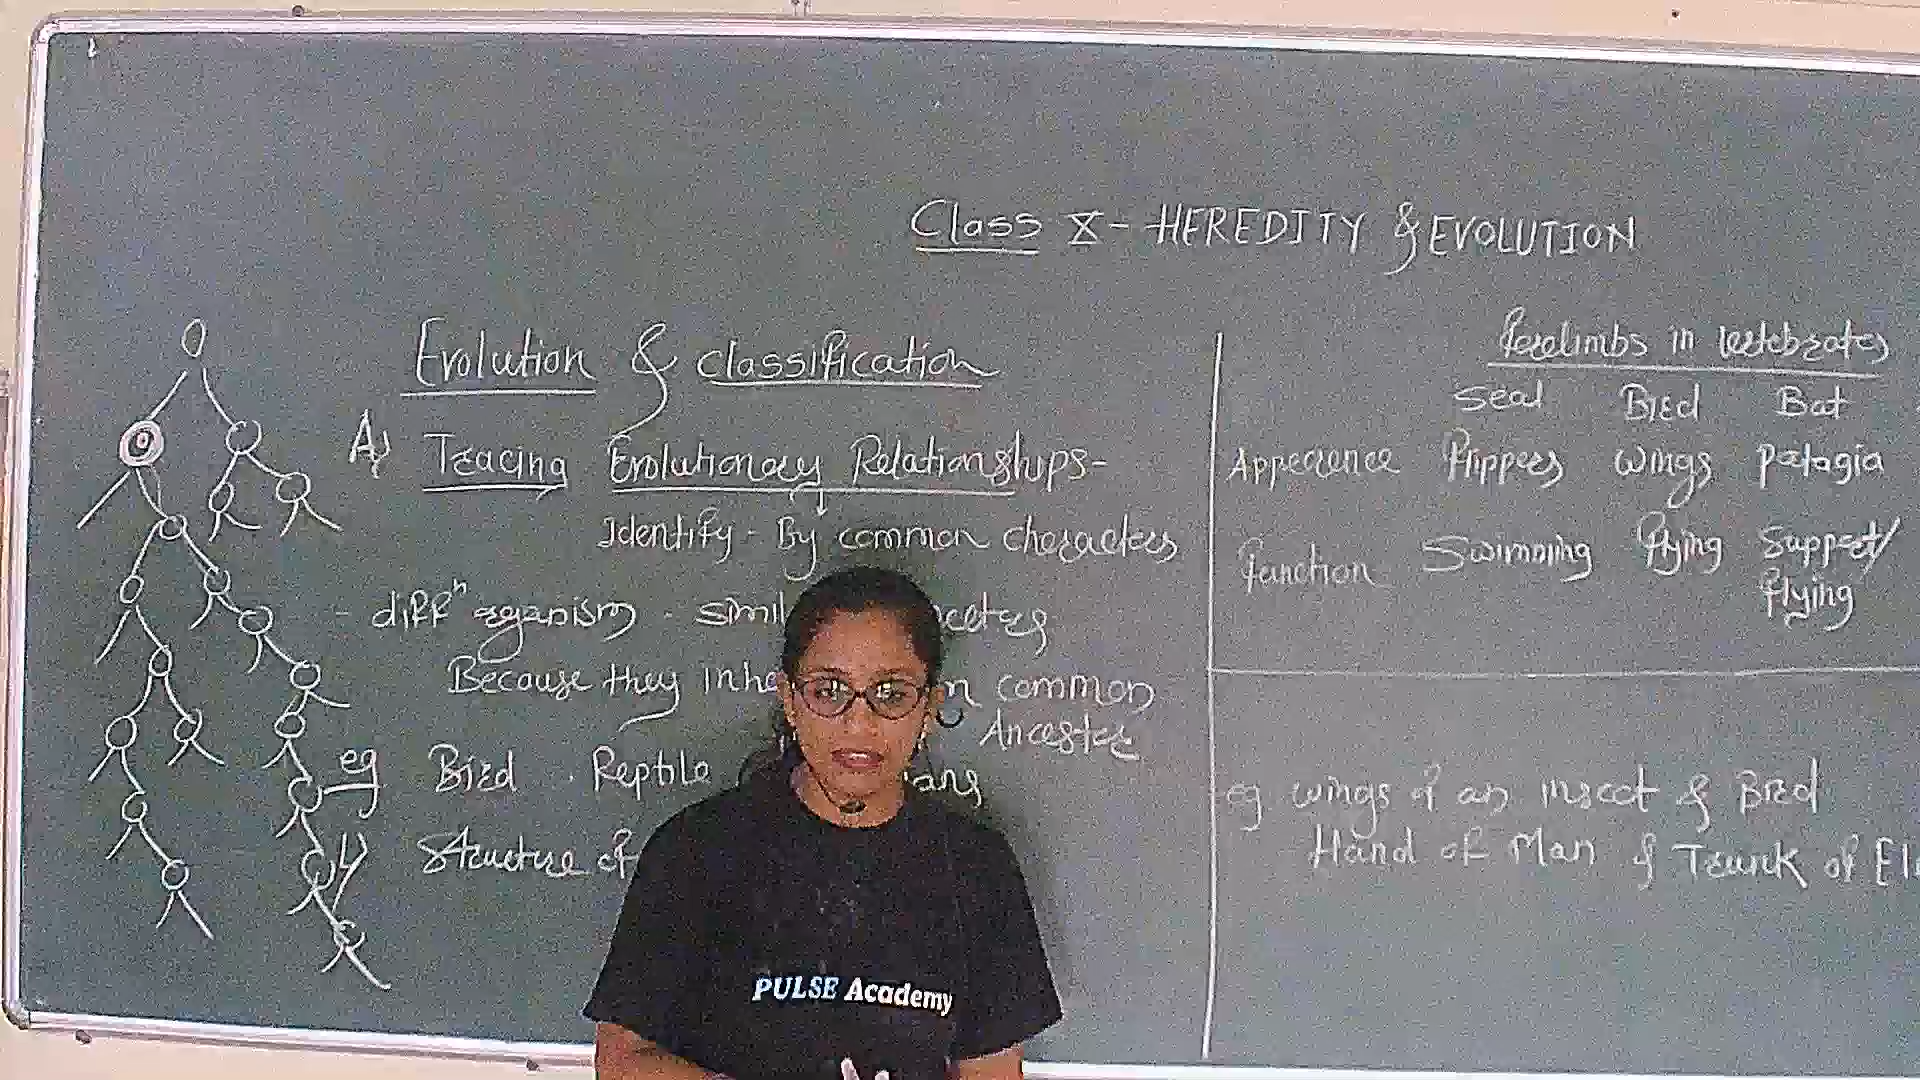 Class X - HEREDITY & EVOLUTION
Evolution & classification
A) Tracing Evolutionary Relationships-
Identify - By common characters
- diffn organism - simil
Because they inhe common
Ancestor
eg Bird . Reptile
Structure of
Forelimbs in vertebrates
Seal Bird Bat
Appearence Flippers wings patagia
function Swimming flying Support/
flying
eg wings of an insect & Bird
Hand of Man & Trunk of El
PULSE Academy